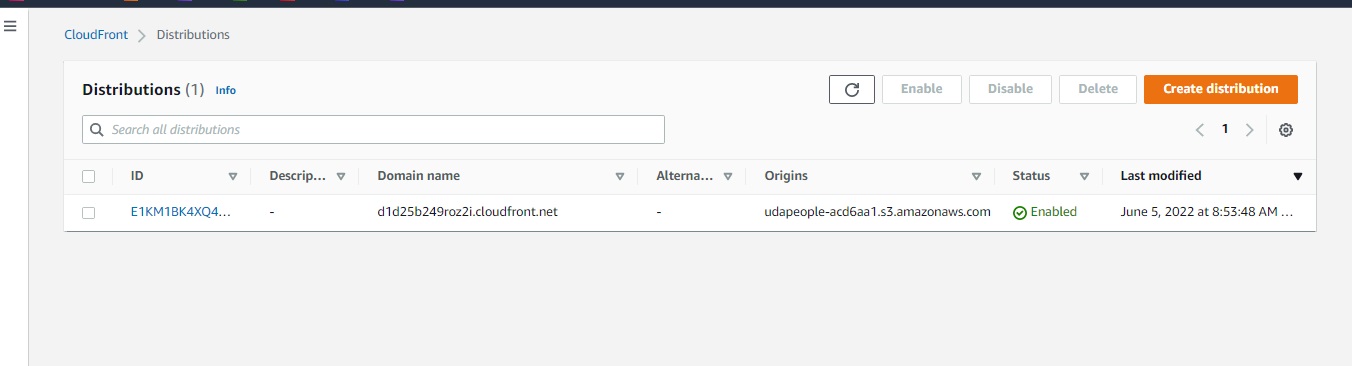 CloudFront > Distributions
Distributions (1) Info
Enable Disable Delete Create distribution
Search all distributions
1
ID Descrip... Domain name Alterna... Origins Status Last modified
E1KM1BK4XQ4... - d1d25b249roz2i.cloudfront.net - udapeople-acd6aa1.s3.amazonaws.com Enabled June 5, 2022 at 8:53:48 AM ...